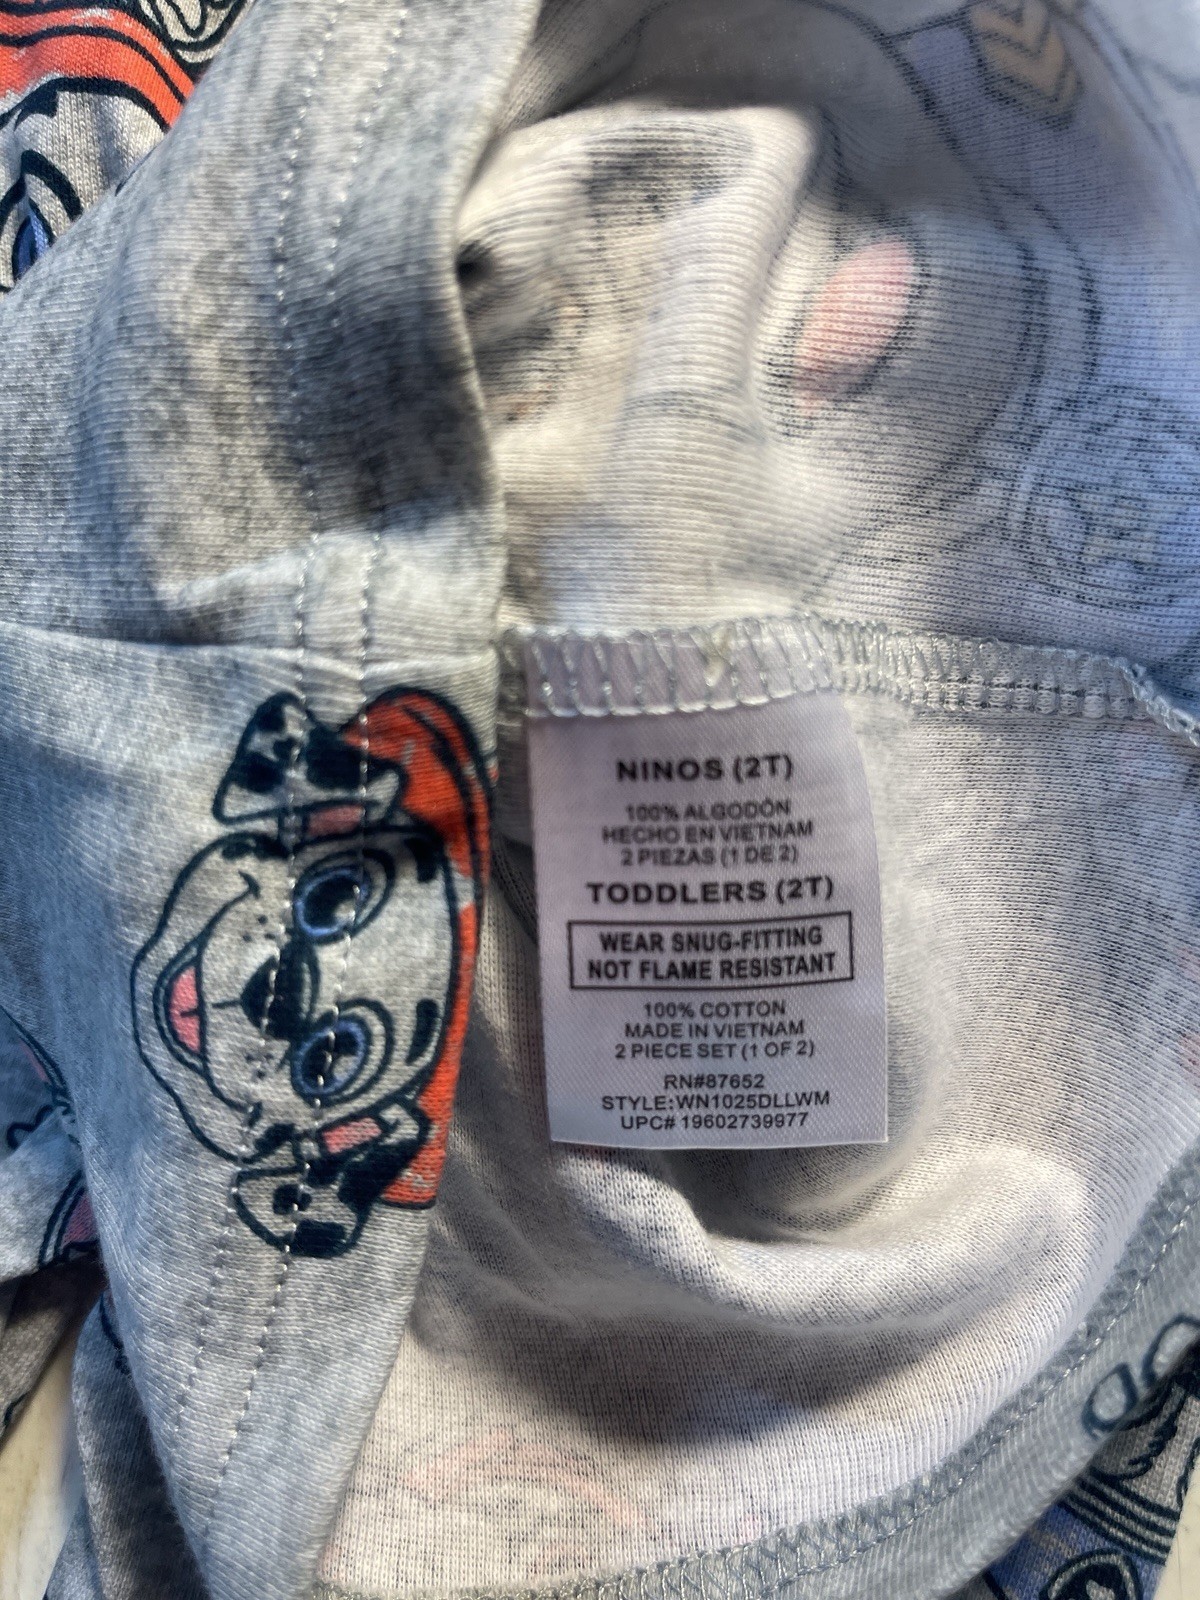 NINOS (2T)
100% ALGODÓN
HECHO EN VIETNAM
2 PIEZAS (1 DE 2)
TODDLERS (2T)
WEAR SNUG-FITTING
NOT FLAME RESISTANT
100% COTTON
MADE IN VIETNAM
2 PIECE SET (1 OF 2)
RN#87652
STYLE:WN1025DLLWM
UPC# 19602739977